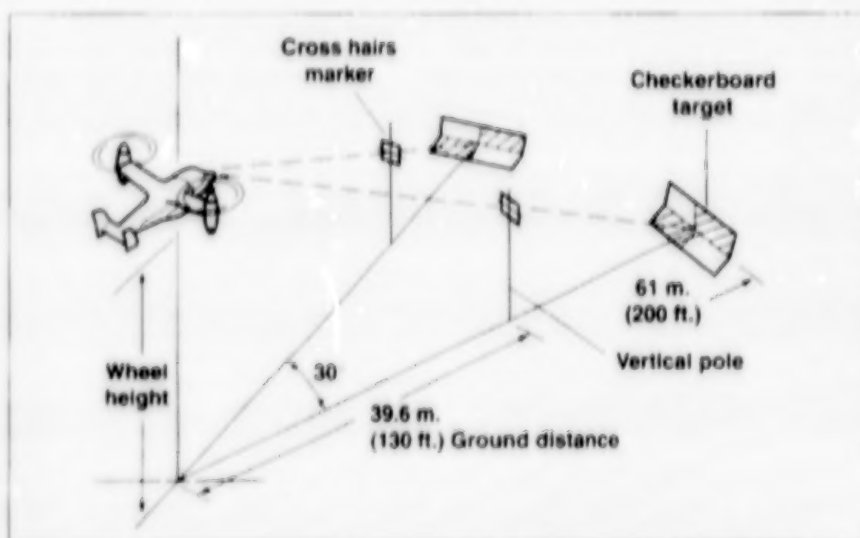 Cross hairs
marker
Checkerboard
target
61 m.
(200 ft.)
Vertical pole
Wheel
height
30
39.6 m.
(130 ft.) Ground distance